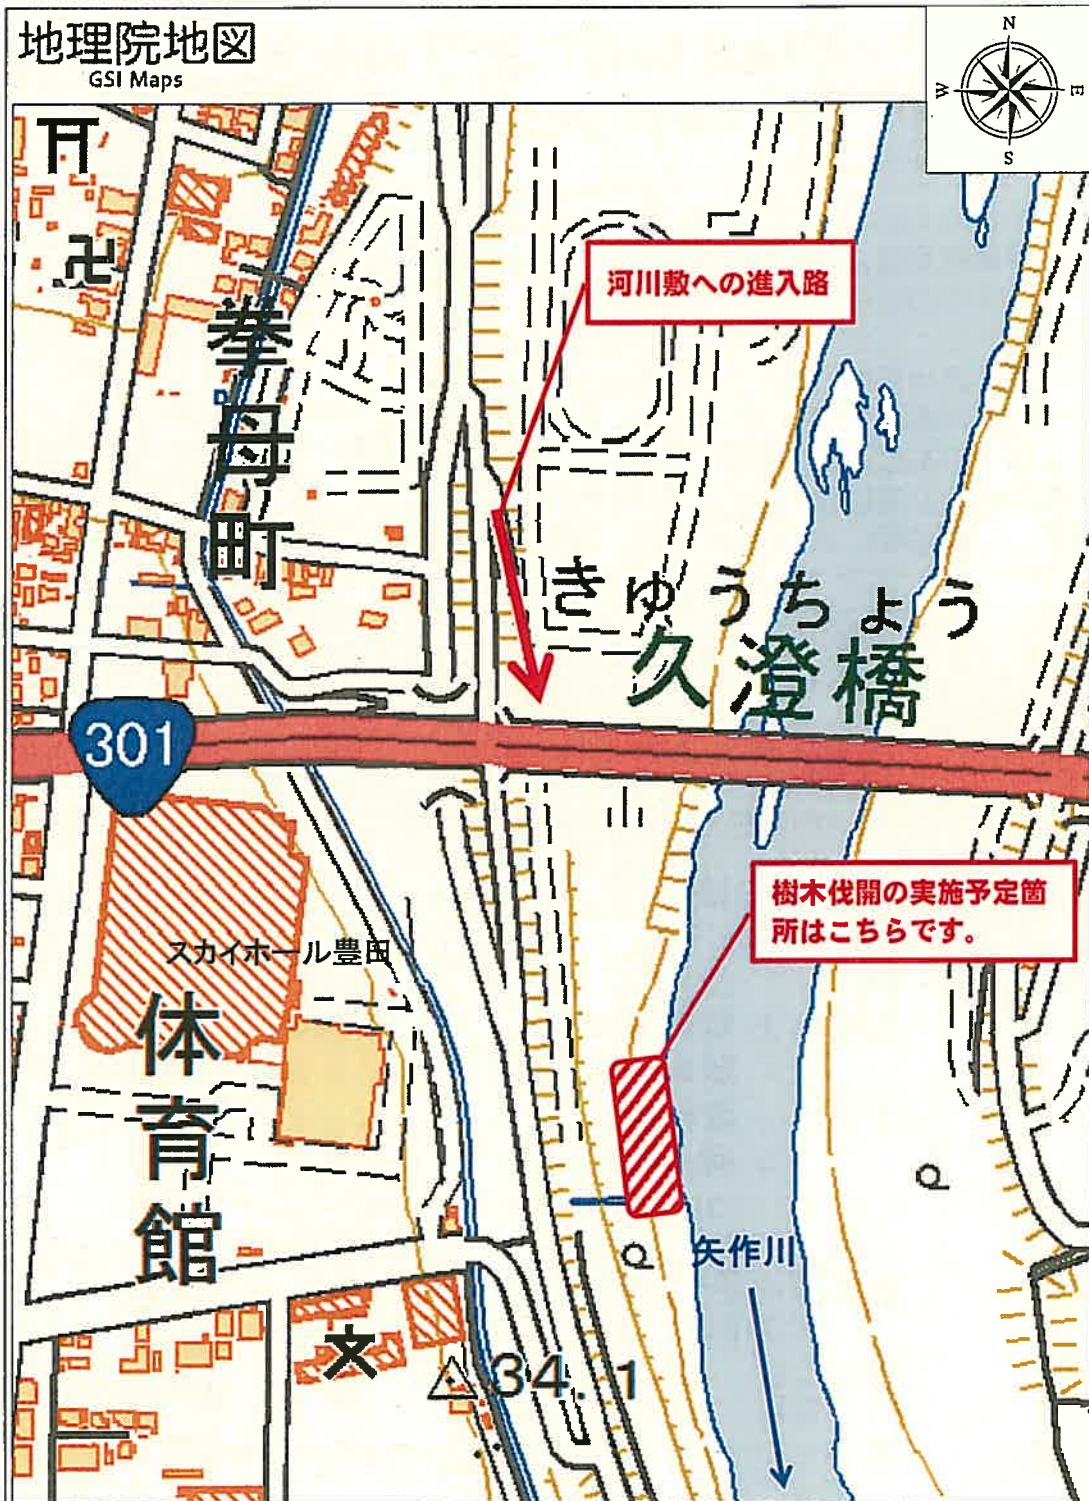 地理院地図
GSI Maps
N
W
E
S
河川敷への進入路
挙母町
きゅうちょう
久澄橋
301
樹木伐開の実施予定箇
所はこちらです。
スカイホール豊田
体育館
矢作川
34.1